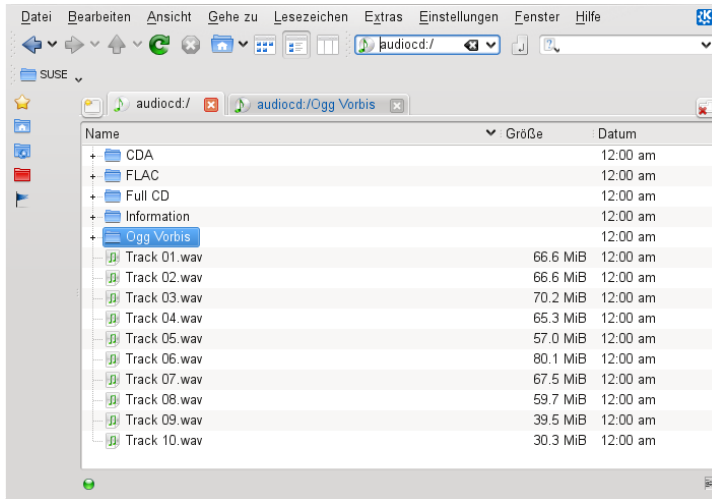 Datei Bearbeiten Ansicht Gehe zu Lesezeichen Extras Einstellungen Fenster Hilfe
audiocd:/
SUSE
audiocd:/ audiocd:/Ogg Vorbis
Name Größe Datum
CDA 12:00 am
FLAC 12:00 am
Full CD 12:00 am
Information 12:00 am
Ogg Vorbis 12:00 am
Track 01.wav 66.6 MiB 12:00 am
Track 02.wav 66.6 MiB 12:00 am
Track 03.wav 70.2 MiB 12:00 am
Track 04.wav 65.3 MiB 12:00 am
Track 05.wav 57.0 MiB 12:00 am
Track 06.wav 80.1 MiB 12:00 am
Track 07.wav 67.5 MiB 12:00 am
Track 08.wav 59.7 MiB 12:00 am
Track 09.wav 39.5 MiB 12:00 am
Track 10.wav 30.3 MiB 12:00 am